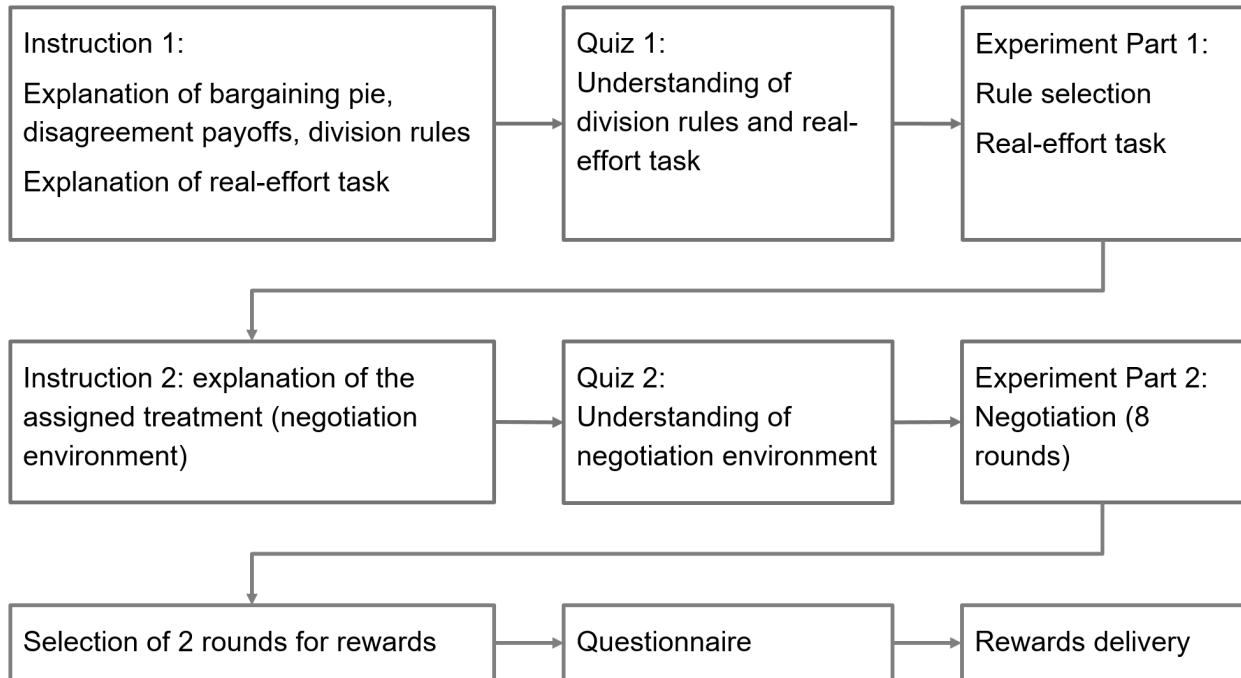 Instruction 1:
Explanation of bargaining pie,
disagreement payoffs, division rules
Explanation of real-effort task
Quiz 1:
Understanding of
division rules and real-
effort task
Experiment Part 1:
Rule selection
Real-effort task
Instruction 2: explanation of the
assigned treatment (negotiation
environment)
Quiz 2:
Understanding of
negotiation environment
Experiment Part 2:
Negotiation (8
rounds)
Selection of 2 rounds for rewards
Questionnaire
Rewards delivery